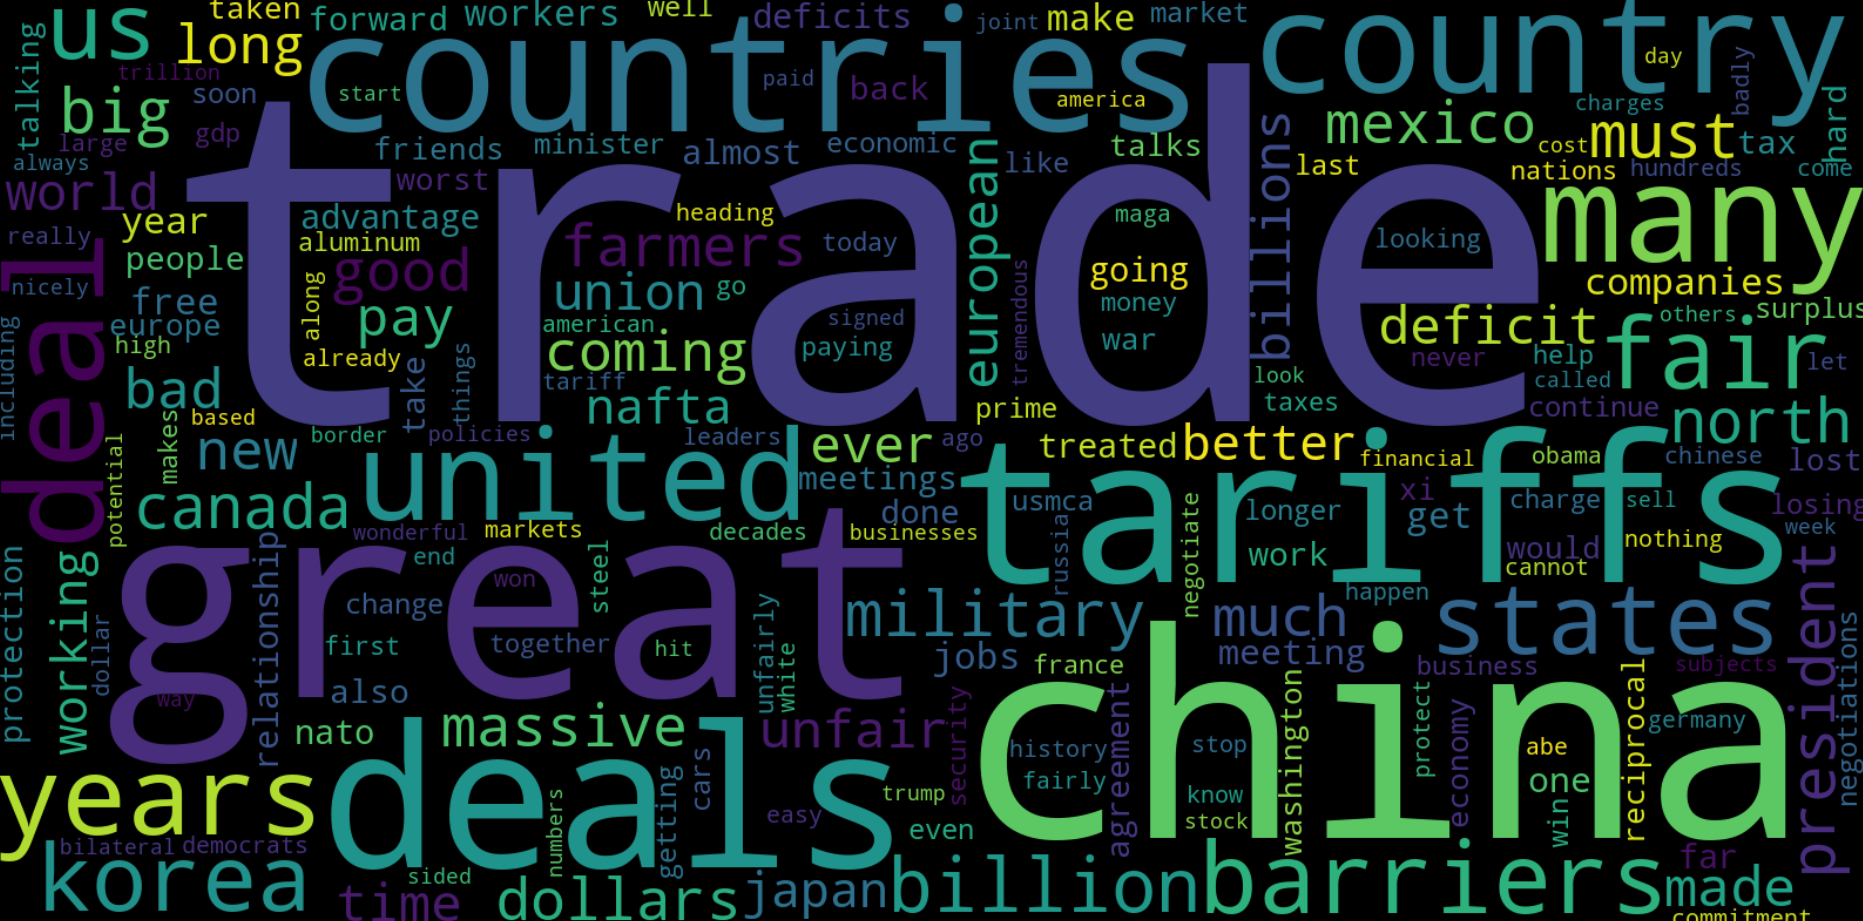 taken
forward
workers
well
deficits
joint
make
market
us
long
countries
country
talking
trillion
big
soon
start
paid
back
america
day
badly
charges
large
gdp
always
friends
minister
almost
economic
like
talks
billions
mexico
cost
must
tax
hard
last
nations
hundreds
come
world
worst
trade
european
many
year
advantage
heading
maga
really
aluminum
farmers
today
looking
people
good
going
companies
deal
nicely
free
along
union
go
tremendous
money
surplus
europe
pay
american
signed
war
deficit
others
high
already
coming
paying
never
help
fair
let
including
bad
take
things
tariff
look
called
based
nafta
prime
taxes
continue
north
makes
border
policies
leaders
ever
ago
treated
better
financial
obama
chinese
lost
new
united
meetings
tariffs
potential
canada
done
usmca
longer
xi
get
charge
sell
losing
wonderful
markets
decades
businesses
russia
negotiate
work
would
nothing
week
working
relationship
end
steel
cannot
protection
great
won
happen
change
military
much
states
dollar
first
together
hit
unfairly
white
jobs
france
meeting
business
subjects
president
negotiations
way
also
nato
massive
unfair
security
china
agreement
history
washington
stop
protect
economy
abe
reciprocal
germany
years
deals
cars
fairly
one
getting
trump
know
numbers
easy
even
stock
win
bilateral
democrats
korea
sided
time
dollars
japan
billion
barriers
far
made
commitment